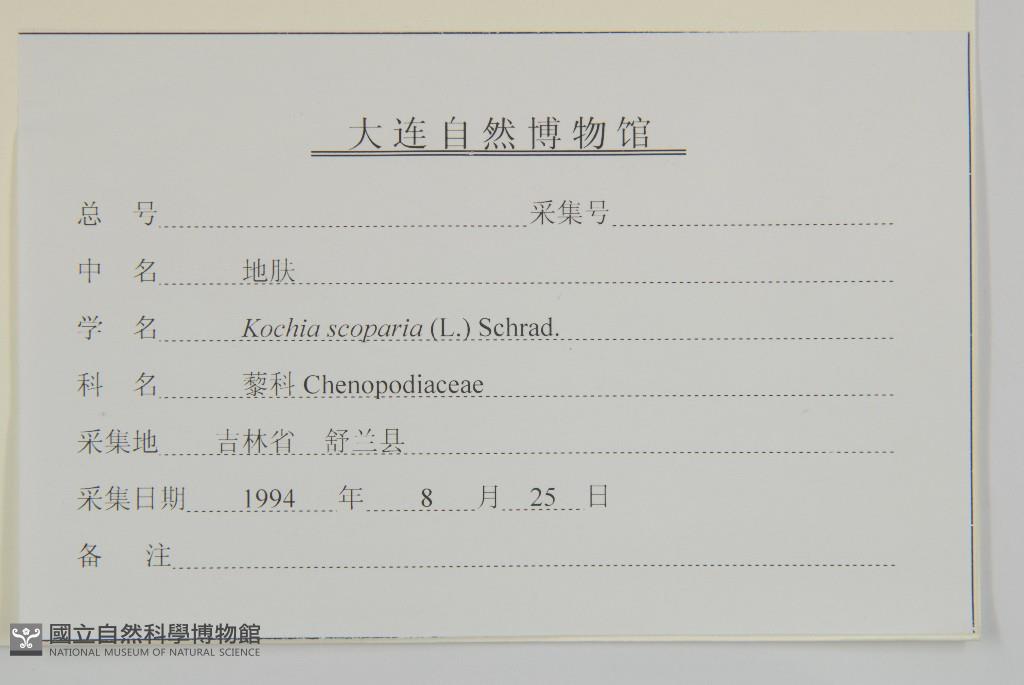 大连自然博物馆
总 号 采集号
中 名 地肤
学 名 Kochia scoparia (L.) Schrad.
科 名 藜科 Chenopodiaceae
采集地 吉林省 舒兰县
采集日期 1994 年 8 月 25 日
备 注
國立自然科學博物館
NATIONAL MUSEUM OF NATURAL SCIENCE